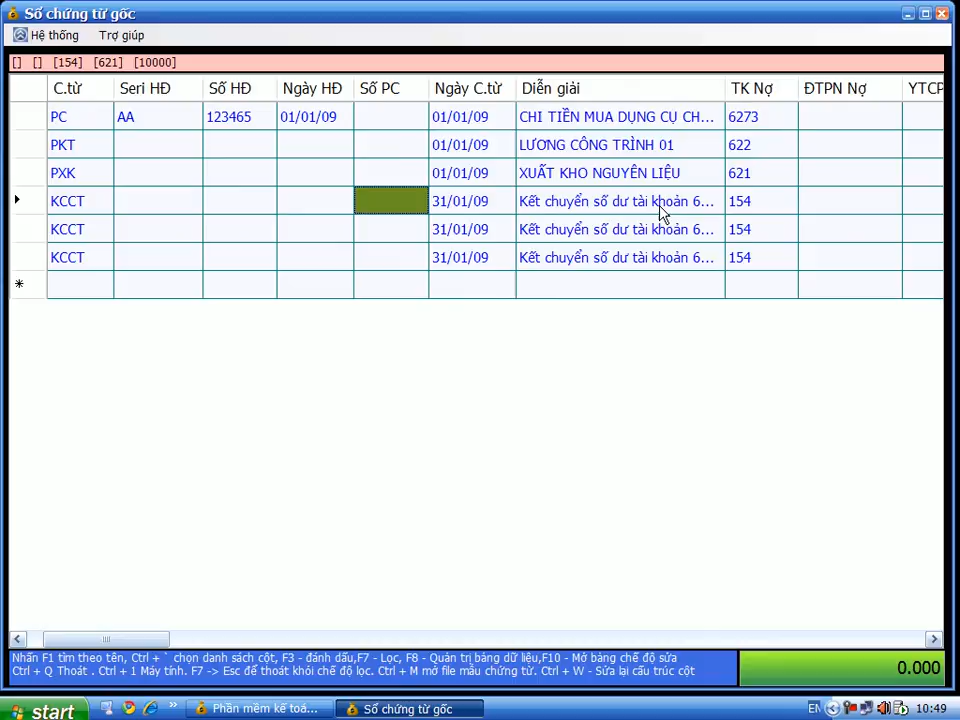 Sổ chứng từ gốc
Hệ thống Trợ giúp
[] [] [154] [621] [10000]
C.từ Seri HĐ Số HĐ Ngày HĐ Số PC Ngày C.từ Diễn giải TK Nợ ĐTPN Nợ YTCP
PC AA 123465 01/01/09 01/01/09 CHI TIỀN MUA DỤNG CỤ CH... 6273
PKT 01/01/09 LƯƠNG CÔNG TRÌNH 01 622
PXK 01/01/09 XUẤT KHO NGUYÊN LIỆU 621
KCCT 31/01/09 Kết chuyển số dư tài khoản 6... 154
KCCT 31/01/09 Kết chuyển số dư tài khoản 6... 154
KCCT 31/01/09 Kết chuyển số dư tài khoản 6... 154
*
Nhấn F1 tìm theo tên, Ctrl + ` chọn danh sách cột, F3 - đánh dấu,F7 - Lọc, F8 - Quản trị bảng dữ liệu,F10 - Mở bảng chế độ sửa
Ctrl + Q Thoát . Ctrl + 1 Máy tính. F7 -> Esc để thoát khỏi chế độ lọc. Ctrl + M mở file mẫu chứng từ. Ctrl + W - Sửa lại cấu trúc cột
0.000
start Phần mềm kế toá... Sổ chứng từ gốc EN 10:49